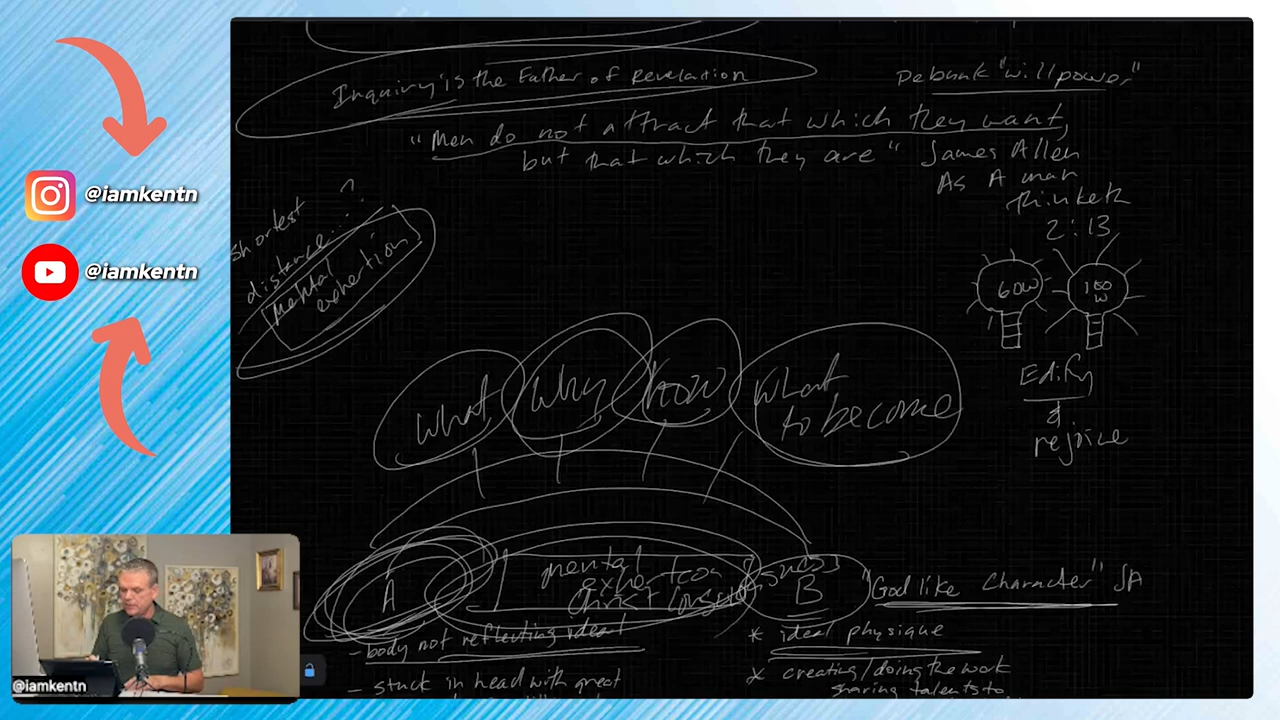 Inquiry is the Father of Revelation
Debunk "willpower"
"Men do not attract that which they want,
but that which they are" James Allen
As A man
thinketh
2:13
shortest
distance...?
mental
exhertion
60W
100
W
Edify
&
rejoice
what
why
how
what
to become
A
mental
exhertion
Christ
B
"God like Character" JA
- body not reflecting ideal
* ideal physique
- stuck in head with great
x creating/doing the work
sharing talents to
@iamkentn
@iamkentn
@iamkentn